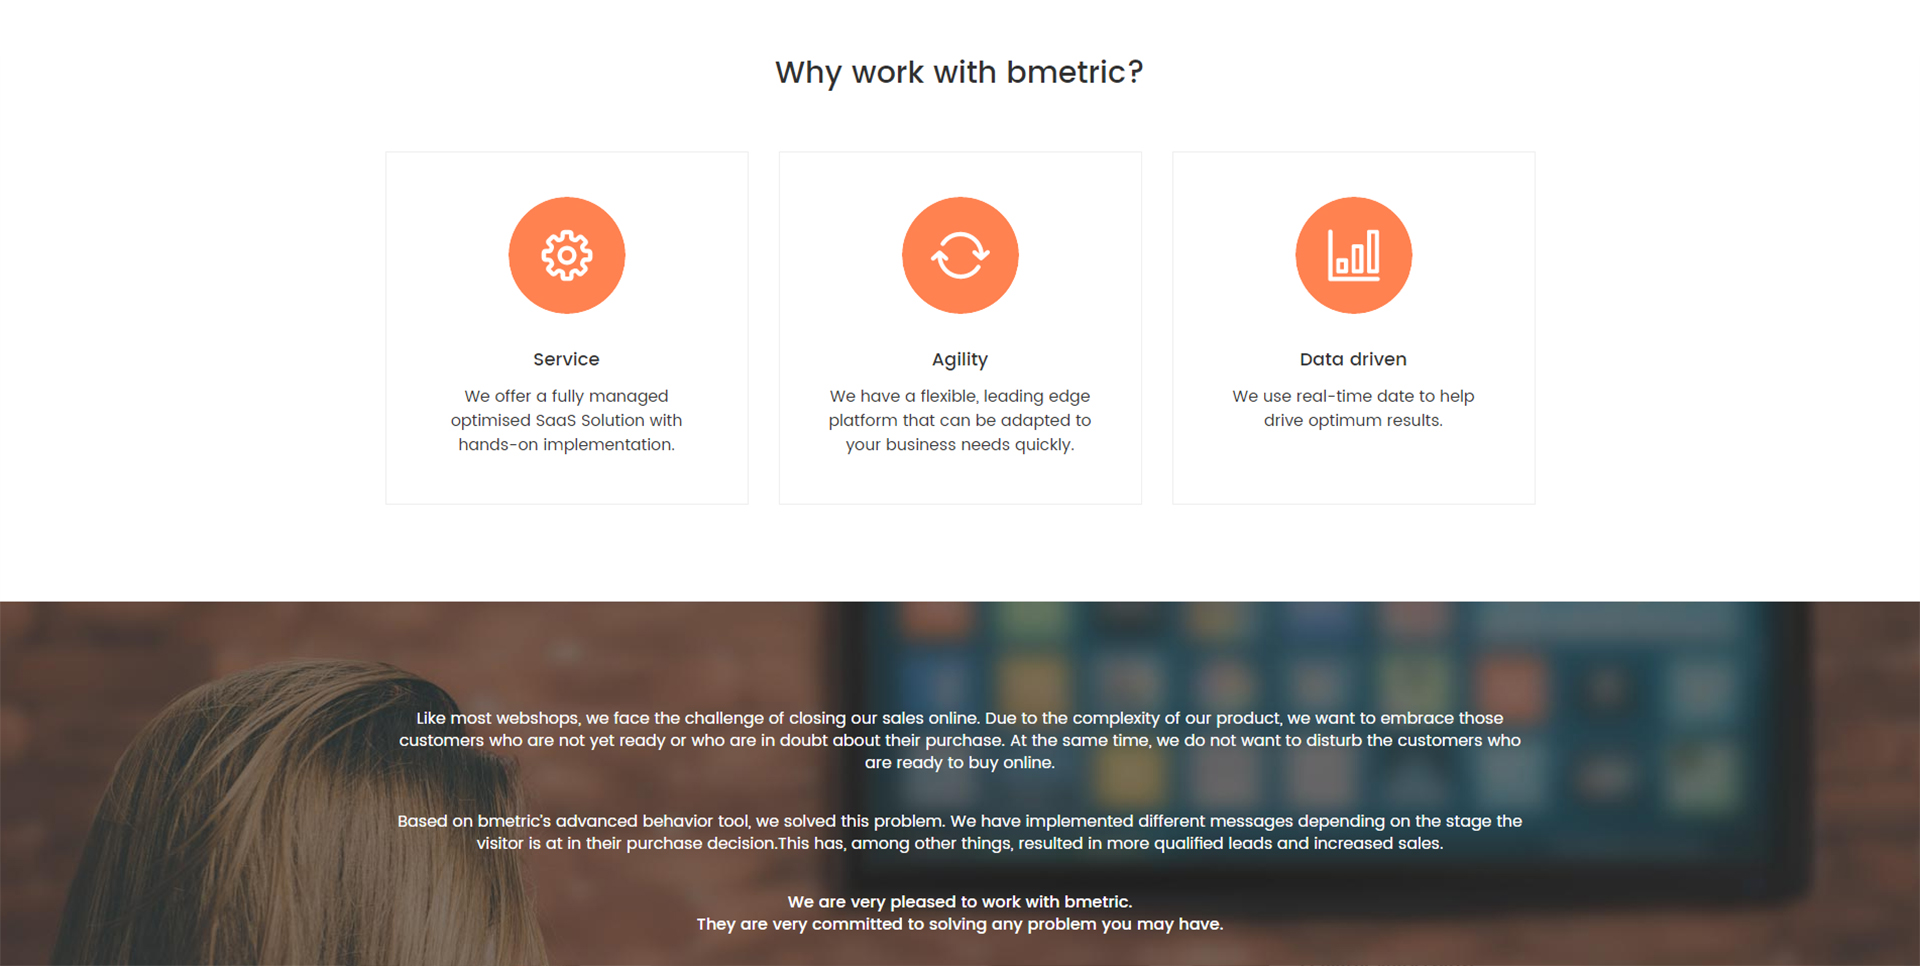 Why work with bmetric?
Service
We offer a fully managed
optimised SaaS Solution with
hands-on implementation.
Agility
We have a flexible, leading edge
platform that can be adapted to
your business needs quickly.
Data driven
We use real-time date to help
drive optimum results.
Like most webshops, we face the challenge of closing our sales online. Due to the complexity of our product, we want to embrace those
customers who are not yet ready or who are in doubt about their purchase. At the same time, we do not want to disturb the customers who
are ready to buy online.
Based on bmetric’s advanced behavior tool, we solved this problem. We have implemented different messages depending on the stage the
visitor is at in their purchase decision.This has, among other things, resulted in more qualified leads and increased sales.
We are very pleased to work with bmetric.
They are very committed to solving any problem you may have.